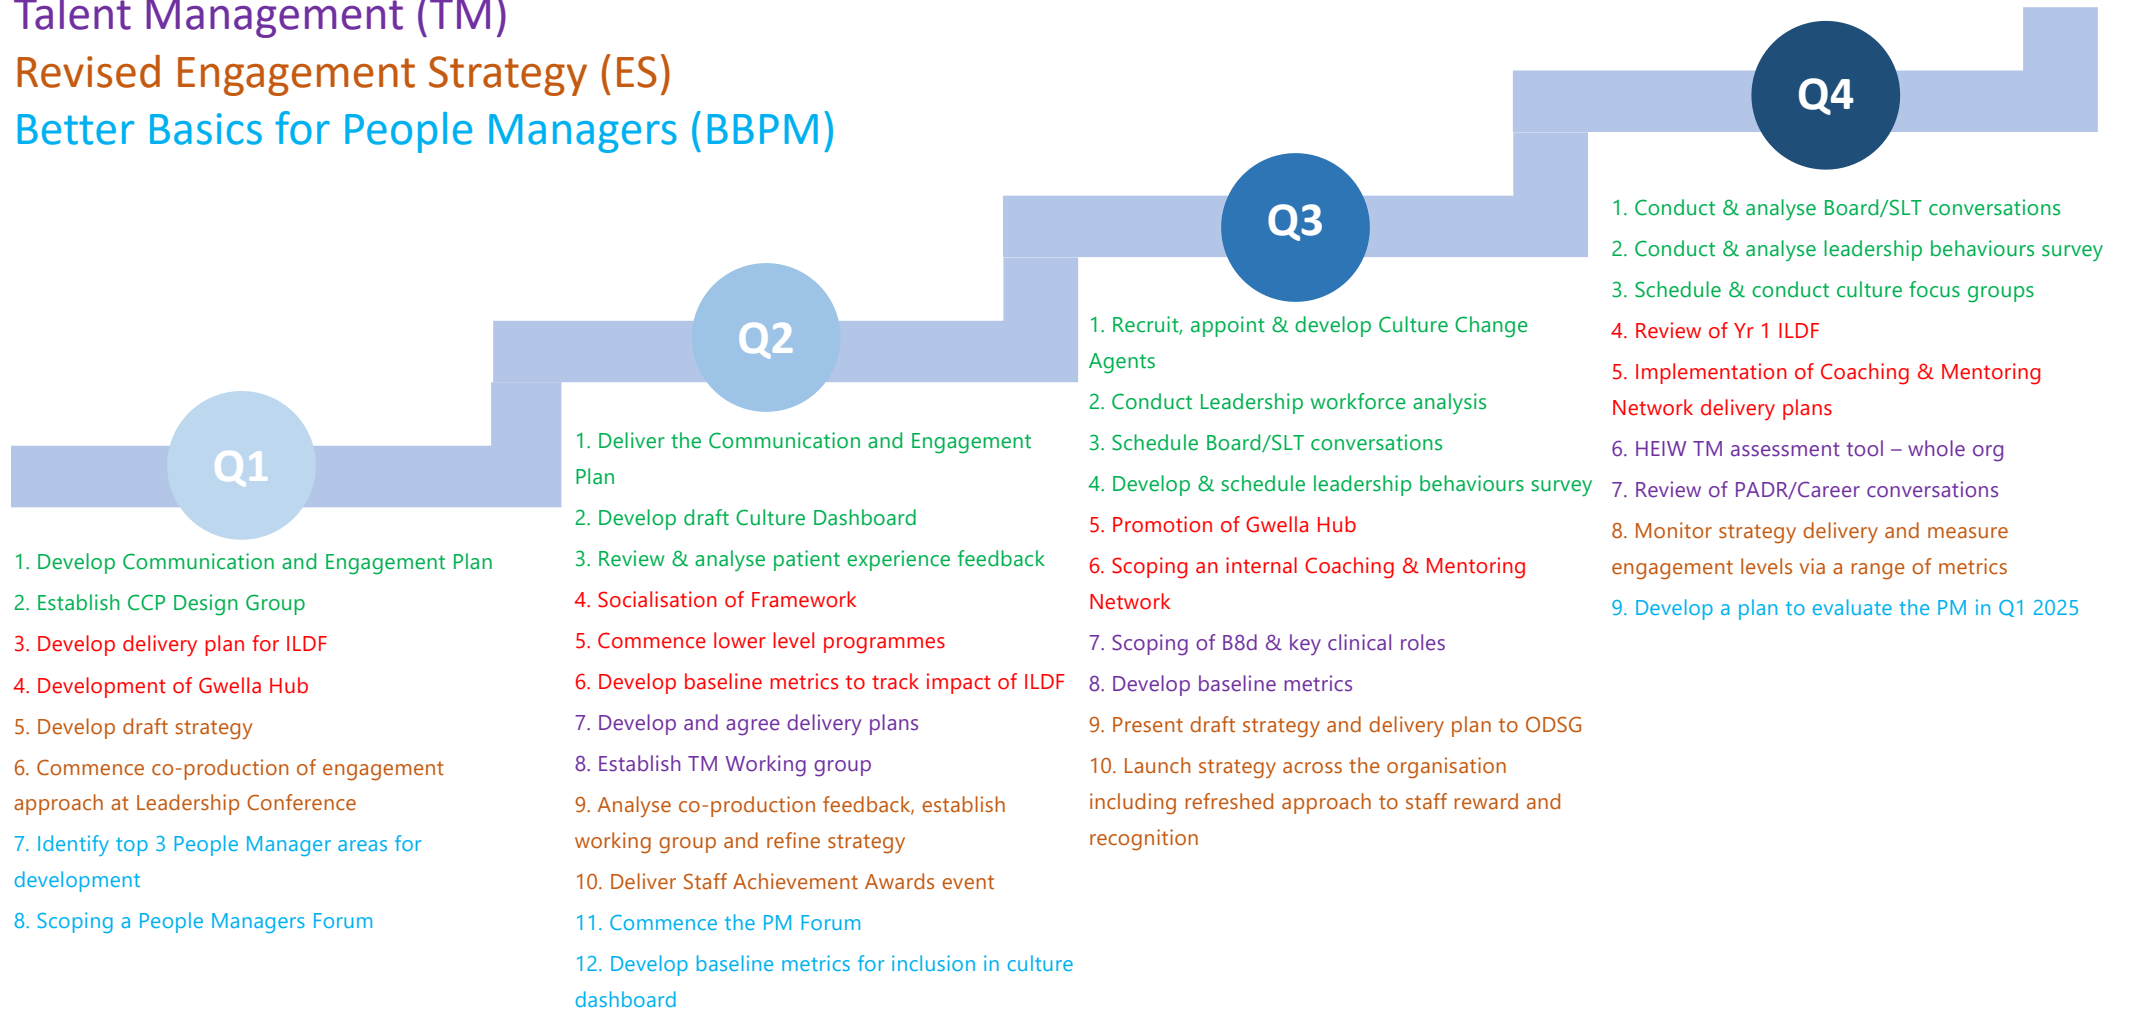 Talent Management (TM)
Revised Engagement Strategy (ES)
Better Basics for People Managers (BBPM)
Q1
1. Develop Communication and Engagement Plan
2. Establish CCP Design Group
3. Develop delivery plan for ILDF
4. Development of Gwella Hub
5. Develop draft strategy
6. Commence co-production of engagement
approach at Leadership Conference
7. Identify top 3 People Manager areas for
development
8. Scoping a People Managers Forum
Q2
1. Deliver the Communication and Engagement
Plan
2. Develop draft Culture Dashboard
3. Review & analyse patient experience feedback
4. Socialisation of Framework
5. Commence lower level programmes
6. Develop baseline metrics to track impact of ILDF
7. Develop and agree delivery plans
8. Establish TM Working group
9. Analyse co-production feedback, establish
working group and refine strategy
10. Deliver Staff Achievement Awards event
11. Commence the PM Forum
12. Develop baseline metrics for inclusion in culture
dashboard
Q3
1. Recruit, appoint & develop Culture Change
Agents
2. Conduct Leadership workforce analysis
3. Schedule Board/SLT conversations
4. Develop & schedule leadership behaviours survey
5. Promotion of Gwella Hub
6. Scoping an internal Coaching & Mentoring
Network
7. Scoping of B8d & key clinical roles
8. Develop baseline metrics
9. Present draft strategy and delivery plan to ODSG
10. Launch strategy across the organisation
including refreshed approach to staff reward and
recognition
Q4
1. Conduct & analyse Board/SLT conversations
2. Conduct & analyse leadership behaviours survey
3. Schedule & conduct culture focus groups
4. Review of Yr 1 ILDF
5. Implementation of Coaching & Mentoring
Network delivery plans
6. HEIW TM assessment tool – whole org
7. Review of PADR/Career conversations
8. Monitor strategy delivery and measure
engagement levels via a range of metrics
9. Develop a plan to evaluate the PM in Q1 2025